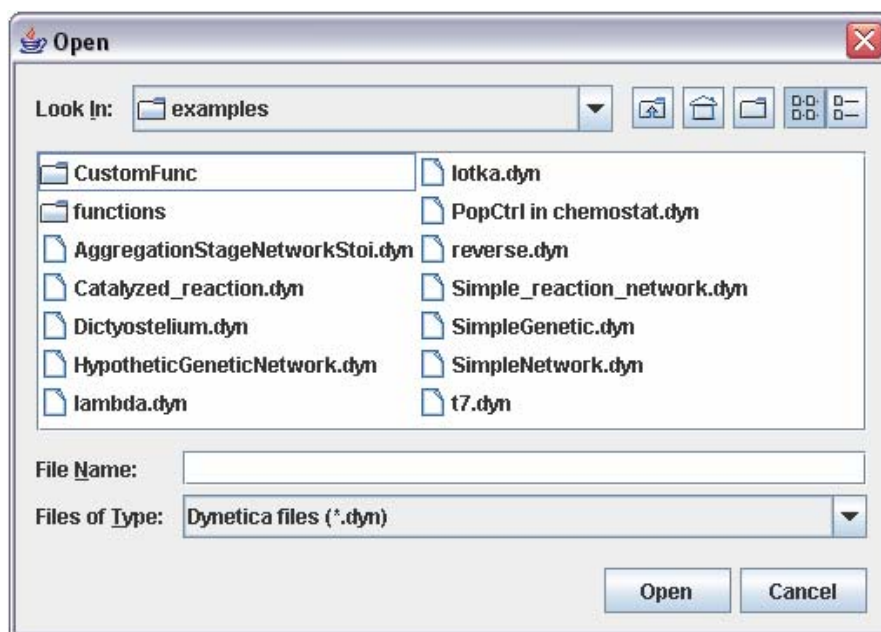 Open
Look In: examples
CustomFunc
functions
AggregationStageNetworkStoi.dyn
Catalyzed_reaction.dyn
Dictyostelium.dyn
HypotheticGeneticNetwork.dyn
lambda.dyn
lotka.dyn
PopCtrl in chemostat.dyn
reverse.dyn
Simple_reaction_network.dyn
SimpleGenetic.dyn
SimpleNetwork.dyn
t7.dyn
File Name:
Files of Type: Dynetica files (*.dyn)
Open Cancel